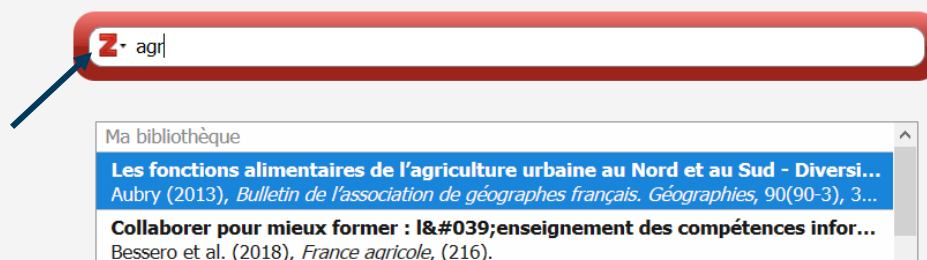 Z agr
Ma bibliothèque
Les fonctions alimentaires de l’agriculture urbaine au Nord et au Sud - Diversi...
Aubry (2013), Bulletin de l’association de géographes français. Géographies, 90(90-3), 3...
Collaborer pour mieux former : l&#039;enseignement des compétences infor...
Bessero et al. (2018), France agricole, (216).